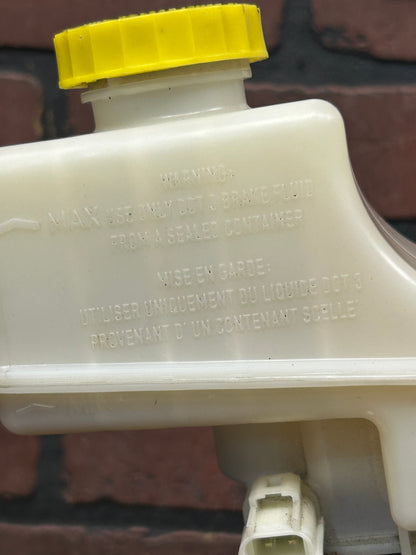 WARNING:
MAX USE ONLY DOT 3 BRAKE FLUID
FROM A SEALED CONTAINER
MISE EN GARDE:
UTILISER UNIQUEMENT DU LIQUIDE DOT 3
PROVENANT D'UN CONTENANT SCELLE'